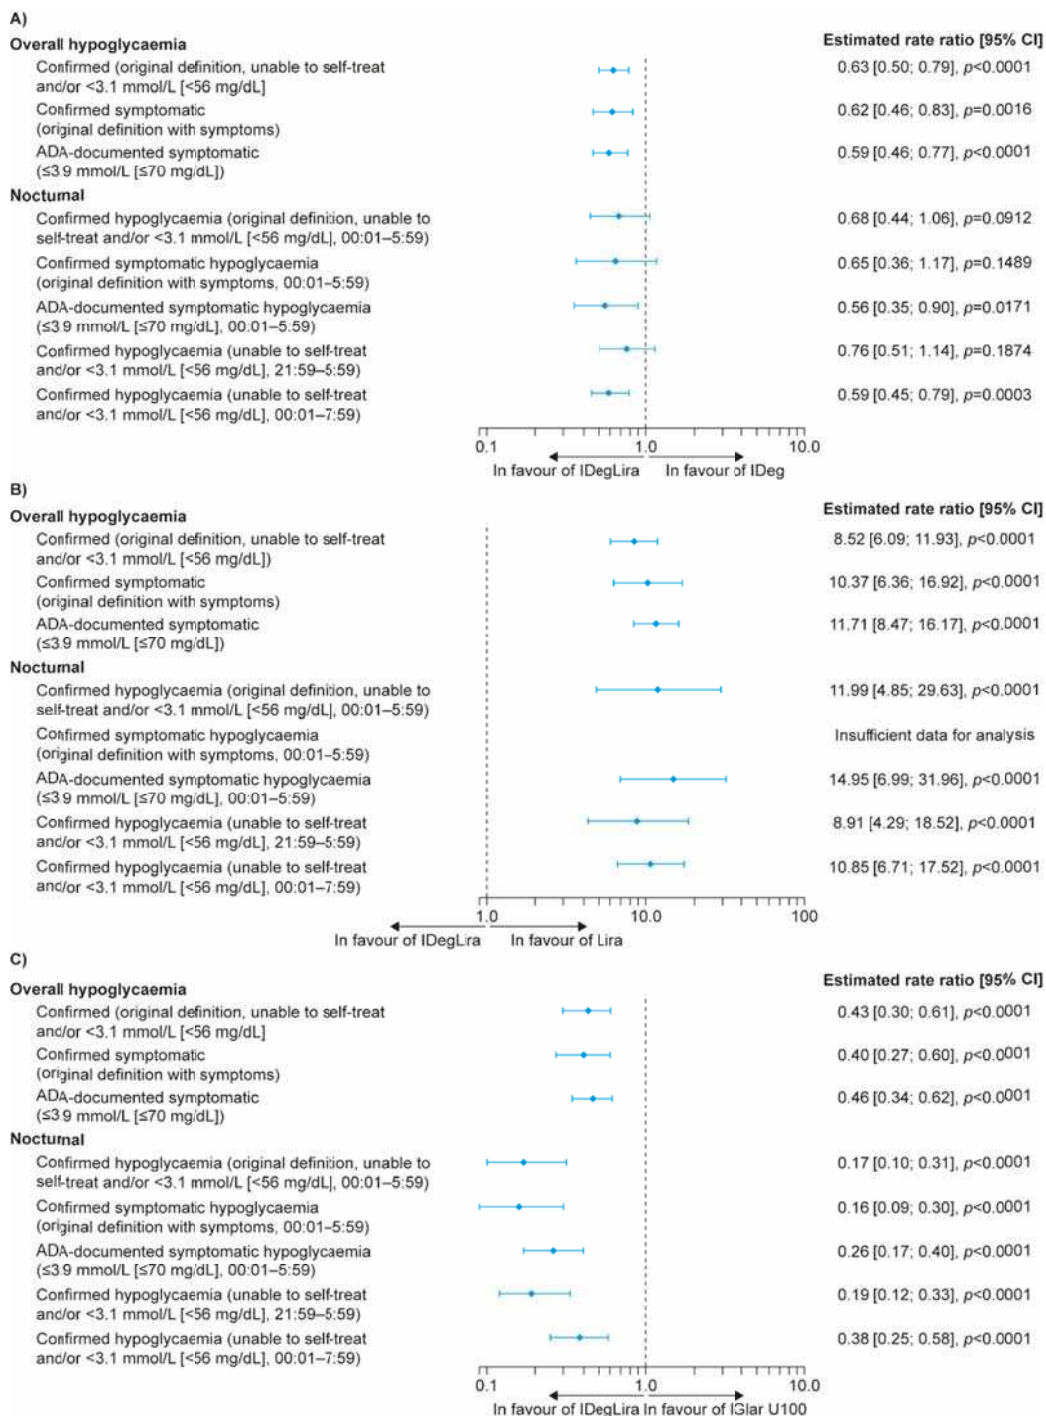 A)
Overall hypoglycaemia
Estimated rate ratio [95% CI]
Confirmed (original definition, unable to self-treat
and/or <3.1 mmol/L [<56 mg/dL]
0.63 [0.50; 0.79], p<0.0001
Confirmed symptomatic
(original definition with symptoms)
0.62 [0.46; 0.83], p=0.0016
ADA-documented symptomatic
(≤3.9 mmol/L [≤70 mg/dL])
0.59 [0.46; 0.77], p<0.0001
Nocturnal
Confirmed hypoglycaemia (original definition, unable to
self-treat and/or <3.1 mmol/L [<56 mg/dL], 00:01–5:59)
0.68 [0.44; 1.06], p=0.0912
Confirmed symptomatic hypoglycaemia
(original definition with symptoms, 00:01–5:59)
0.65 [0.36; 1.17], p=0.1489
ADA-documented symptomatic hypoglycaemia
(≤3.9 mmol/L [≤70 mg/dL], 00:01–5:59)
0.56 [0.35; 0.90], p=0.0171
Confirmed hypoglycaemia (unable to self-treat
and/or <3.1 mmol/L [<56 mg/dL], 21:59–5:59)
0.76 [0.51; 1.14], p=0.1874
Confirmed hypoglycaemia (unable to self-treat
and/or <3.1 mmol/L [<56 mg/dL], 00:01–7:59)
0.59 [0.45; 0.79], p=0.0003
0.1 1.0 10.0
In favour of IDegLira In favour of IDeg
B)
Overall hypoglycaemia
Estimated rate ratio [95% CI]
Confirmed (original definition, unable to self-treat
and/or <3.1 mmol/L [<56 mg/dL])
8.52 [6.09; 11.93], p<0.0001
Confirmed symptomatic
(original definition with symptoms)
10.37 [6.36; 16.92], p<0.0001
ADA-documented symptomatic
(≤3.9 mmol/L [≤70 mg/dL])
11.71 [8.47; 16.17], p<0.0001
Nocturnal
Confirmed hypoglycaemia (original definition, unable to
self-treat and/or <3.1 mmol/L [<56 mg/dL], 00:01–5:59)
11.99 [4.85; 29.63], p<0.0001
Confirmed symptomatic hypoglycaemia
(original definition with symptoms, 00:01–5:59)
Insufficient data for analysis
ADA-documented symptomatic hypoglycaemia
(≤3.9 mmol/L [≤70 mg/dL], 00:01–5:59)
14.95 [6.99; 31.96], p<0.0001
Confirmed hypoglycaemia (unable to self-treat
and/or <3.1 mmol/L [<56 mg/dL], 21:59–5:59)
8.91 [4.29; 18.52], p<0.0001
Confirmed hypoglycaemia (unable to self-treat
and/or <3.1 mmol/L [<56 mg/dL], 00:01–7:59)
10.85 [6.71; 17.52], p<0.0001
1.0 10.0 100
In favour of IDegLira In favour of Lira
C)
Overall hypoglycaemia
Estimated rate ratio [95% CI]
Confirmed (original definition, unable to self-treat
and/or <3.1 mmol/L [<56 mg/dL]
0.43 [0.30; 0.61], p<0.0001
Confirmed symptomatic
(original definition with symptoms)
0.40 [0.27; 0.60], p<0.0001
ADA-documented symptomatic
(≤3.9 mmol/L [≤70 mg/dL])
0.46 [0.34; 0.62], p<0.0001
Nocturnal
Confirmed hypoglycaemia (original definition, unable to
self-treat and/or <3.1 mmol/L [<56 mg/dL], 00:01–5:59)
0.17 [0.10; 0.31], p<0.0001
Confirmed symptomatic hypoglycaemia
(original definition with symptoms, 00:01–5:59)
0.16 [0.09; 0.30], p<0.0001
ADA-documented symptomatic hypoglycaemia
(≤3.9 mmol/L [≤70 mg/dL], 00:01–5:59)
0.26 [0.17; 0.40], p<0.0001
Confirmed hypoglycaemia (unable to self-treat
and/or <3.1 mmol/L [<56 mg/dL], 21:59–5:59)
0.19 [0.12; 0.33], p<0.0001
Confirmed hypoglycaemia (unable to self-treat
and/or <3.1 mmol/L [<56 mg/dL], 00:01–7:59)
0.38 [0.25; 0.58], p<0.0001
0.1 1.0 10.0
In favour of IDegLira In favour of IGlar U100